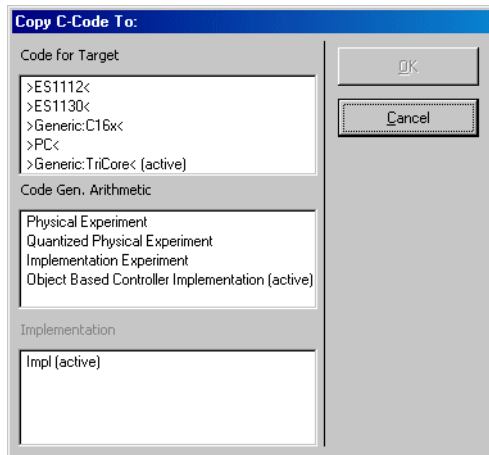 Copy C-Code To:
Code for Target
>ES1112<
>ES1130<
>Generic:C16x<
>PC<
>Generic:TriCore< (active)
Code Gen. Arithmetic
Physical Experiment
Quantized Physical Experiment
Implementation Experiment
Object Based Controller Implementation (active)
Implementation
Impl (active)
OK
Cancel